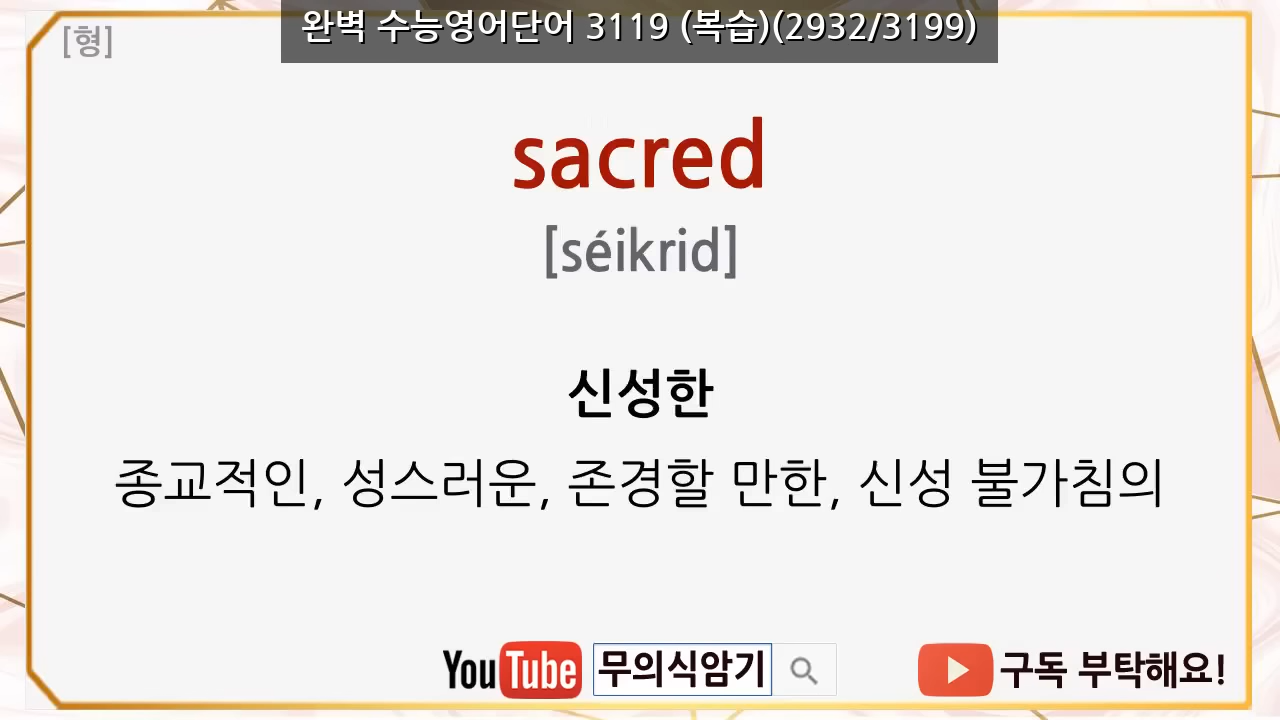 완벽 수능영어단어 3119 (복습)(2932/3199)
[형]
sacred
[séikrid]
신성한
종교적인, 성스러운, 존경할 만한, 신성 불가침의
YouTube 무의식암기 구독 부탁해요!